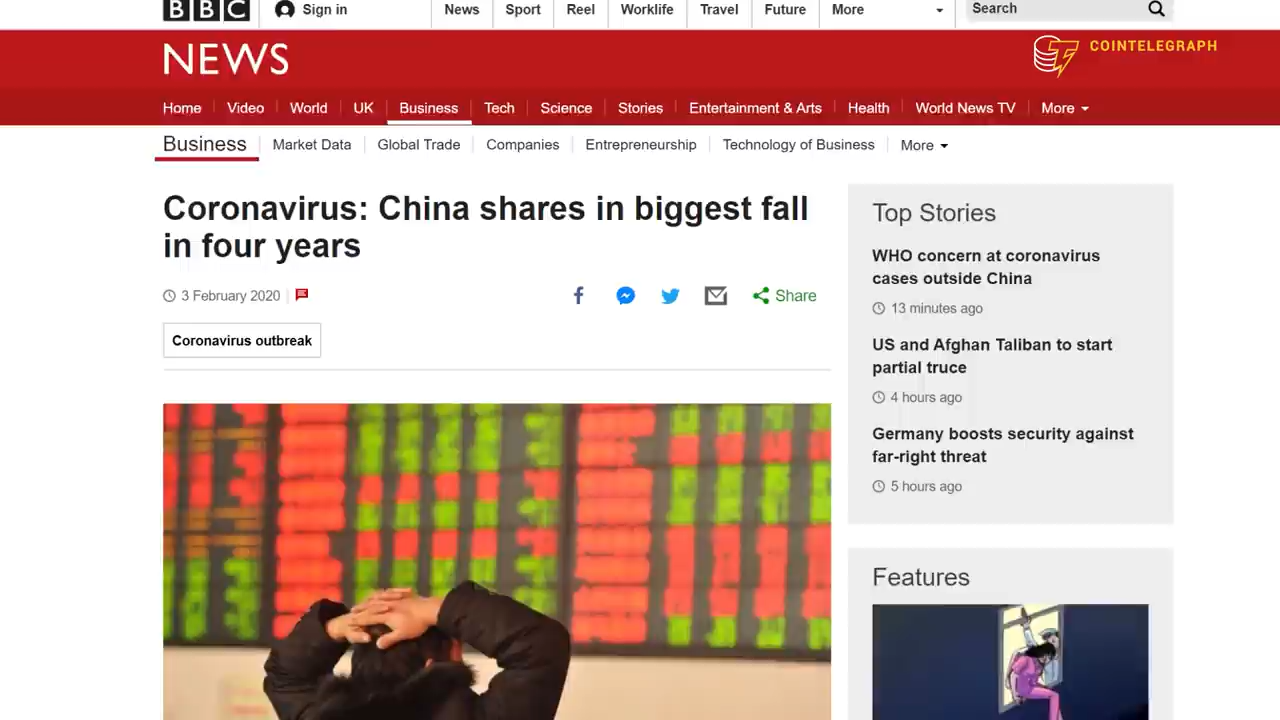 BBC
Sign in
News
Sport
Reel
Worklife
Travel
Future
More
Search
NEWS
COINTELEGRAPH
Home
Video
World
UK
Business
Tech
Science
Stories
Entertainment & Arts
Health
World News TV
More
Business
Market Data
Global Trade
Companies
Entrepreneurship
Technology of Business
More
Coronavirus: China shares in biggest fall
in four years
3 February 2020
Share
Coronavirus outbreak
Top Stories
WHO concern at coronavirus
cases outside China
13 minutes ago
US and Afghan Taliban to start
partial truce
4 hours ago
Germany boosts security against
far-right threat
5 hours ago
Features